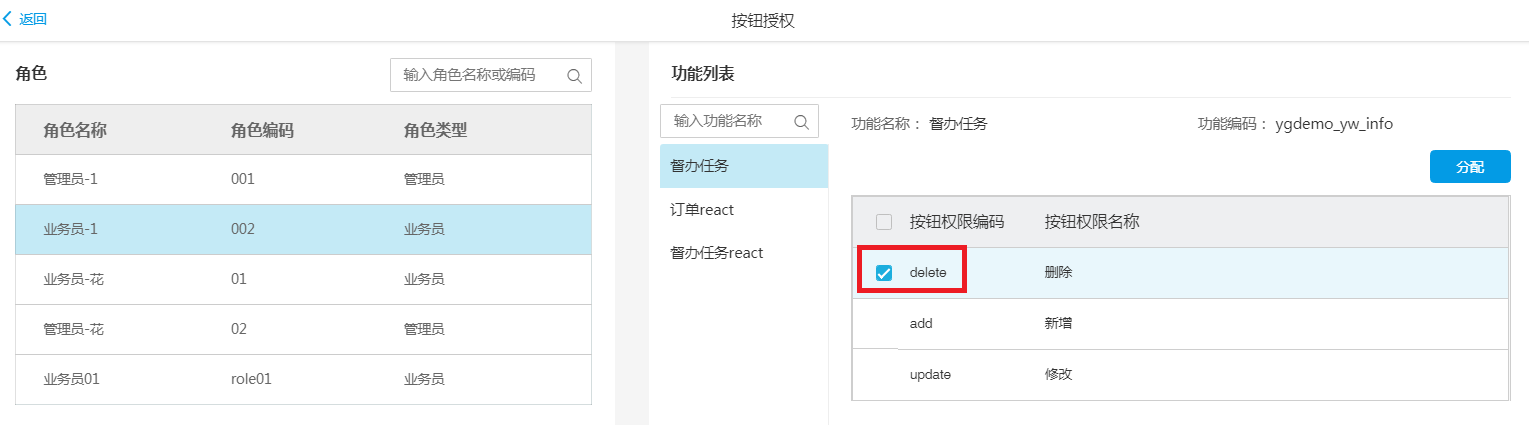 返回
按钮授权
角色
输入角色名称或编码
角色名称 角色编码 角色类型
管理员-1 001 管理员
业务员-1 002 业务员
业务员-花 01 业务员
管理员-花 02 管理员
业务员01 role01 业务员
功能列表
输入功能名称
督办任务
订单react
督办任务react
功能名称： 督办任务 功能编码： ygdemo_yw_info
分配
按钮权限编码 按钮权限名称
delete 删除
add 新增
update 修改